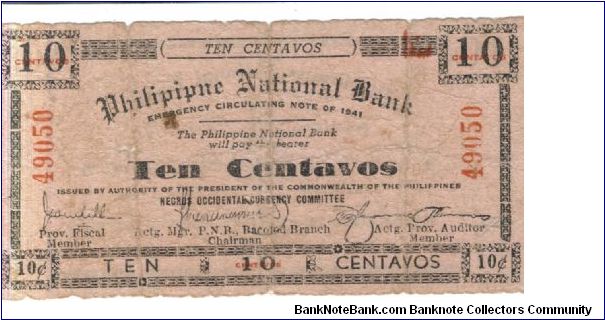 10 TEN CENTAVOS 10
CENTAVOS CENTAVOS
Philipipne National Bank
EMERGENCY CIRCULATING NOTE OF 1941
The Philippine National Bank
will pay the bearer
49050 49050
Ten Centavos
ISSUED BY AUTHORITY OF THE PRESIDENT OF THE COMMONWEALTH OF THE PHILIPPINES
NEGROS OCCIDENTAL CURRENCY COMMITTEE
Prov. Fiscal Actg. Mgr. P.N.B., Bacolod Branch Actg. Prov. Auditor
Member Chairman Member
10¢ TEN 10 CENTAVOS 10¢
BankNoteBank.com Banknote Collectors Community